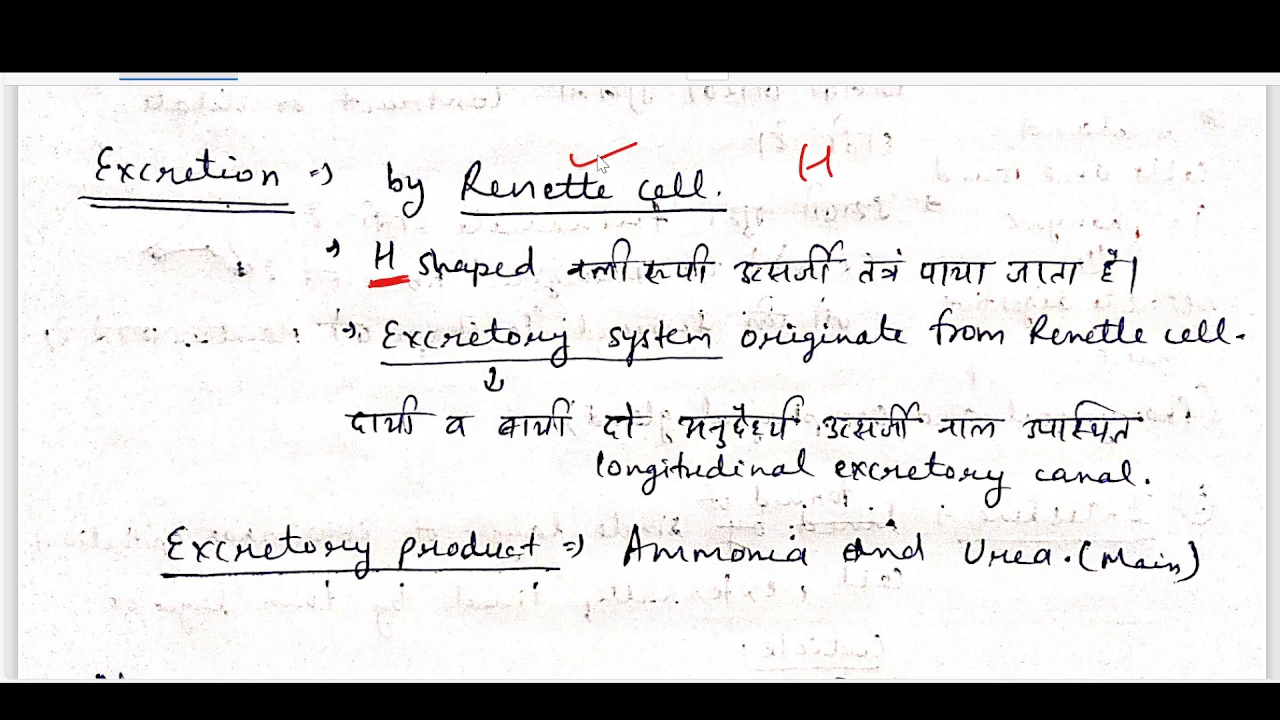 Excretion ⇒ by Renette cell. H
→ H shaped नली रूपी उत्सर्जी तंत्र पाया जाता है।
→ Excretory system originate from Renette cell.
↓
दायी व बायीं दो अनुदैर्ध्य उत्सर्जी नाल उपास्थित
longitudinal excretory canal.
Excretory product ⇒ Ammonia and Urea. (Main)